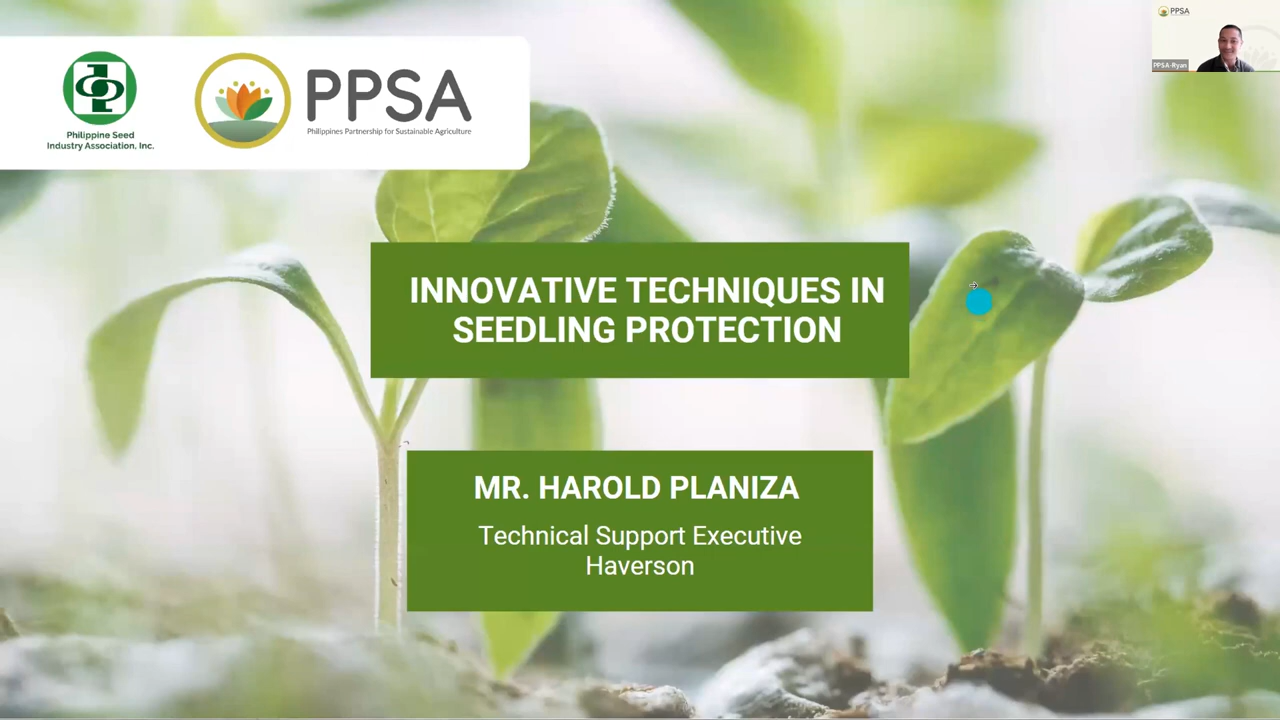 Philippine Seed
Industry Association, Inc.
PPSA
Philippines Partnership for Sustainable Agriculture
PPSA
PPSA-Ryan
INNOVATIVE TECHNIQUES IN
SEEDLING PROTECTION
MR. HAROLD PLANIZA
Technical Support Executive
Haverson